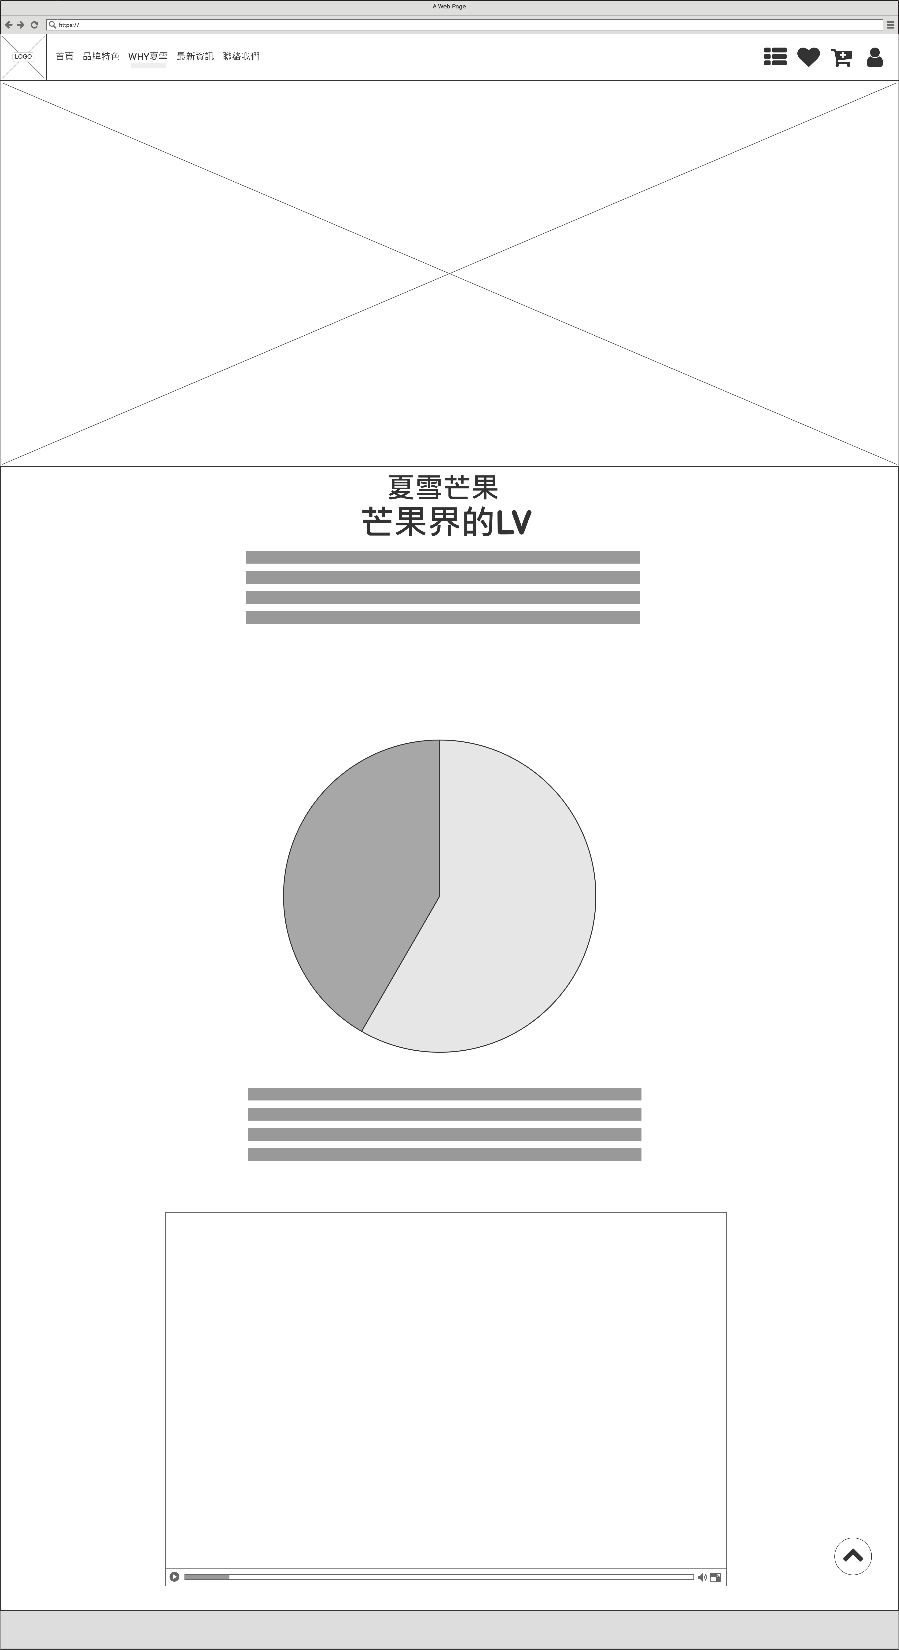 A Web Page
https://
LOGO
首頁 品牌特色 WHY夏雪 最新資訊 聯絡我們
夏雪芒果
芒果界的LV